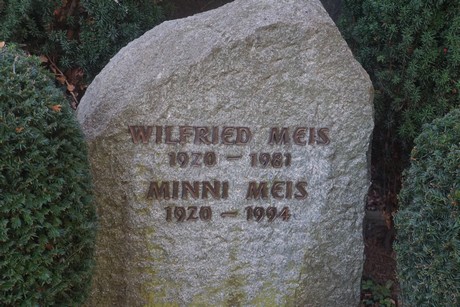 WILFRIED MEIS
1920 – 1981
MINNI MEIS
1920 – 1994